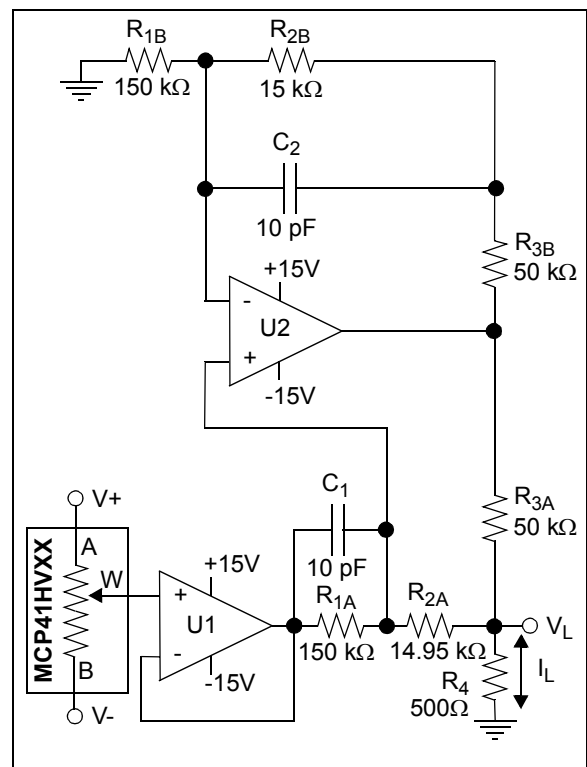 R1B
150 kΩ
R2B
15 kΩ
C2
10 pF
R3B
50 kΩ
+15V
-
U2
+
-15V
R3A
50 kΩ
V+
MCP41HVXX
A
W
B
V-
+15V
+
U1
-
-15V
C1
10 pF
R1A
150 kΩ
R2A
14.95 kΩ
VL
R4
500Ω
IL